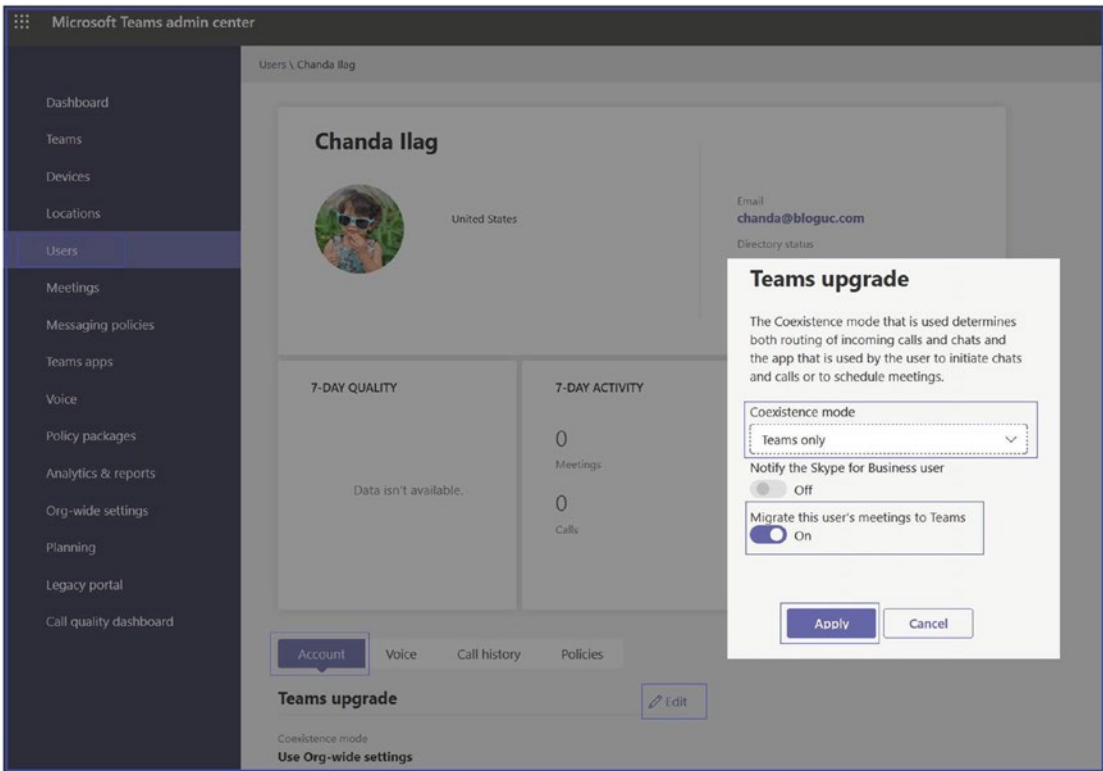 Microsoft Teams admin center
Users \ Chanda Ilag
Dashboard
Teams
Devices
Locations
Users
Meetings
Messaging policies
Teams apps
Voice
Policy packages
Analytics & reports
Org-wide settings
Planning
Legacy portal
Call quality dashboard
Chanda Ilag
United States
Email
chanda@bloguc.com
Directory status
7-DAY QUALITY
Data isn't available.
7-DAY ACTIVITY
0
Meetings
0
Calls
Teams upgrade
The Coexistence mode that is used determines
both routing of incoming calls and chats and
the app that is used by the user to initiate chats
and calls or to schedule meetings.
Coexistence mode
Teams only
Notify the Skype for Business user
Off
Migrate this user's meetings to Teams
On
Apply Cancel
Account Voice Call history Policies
Teams upgrade Edit
Coexistence mode
Use Org-wide settings